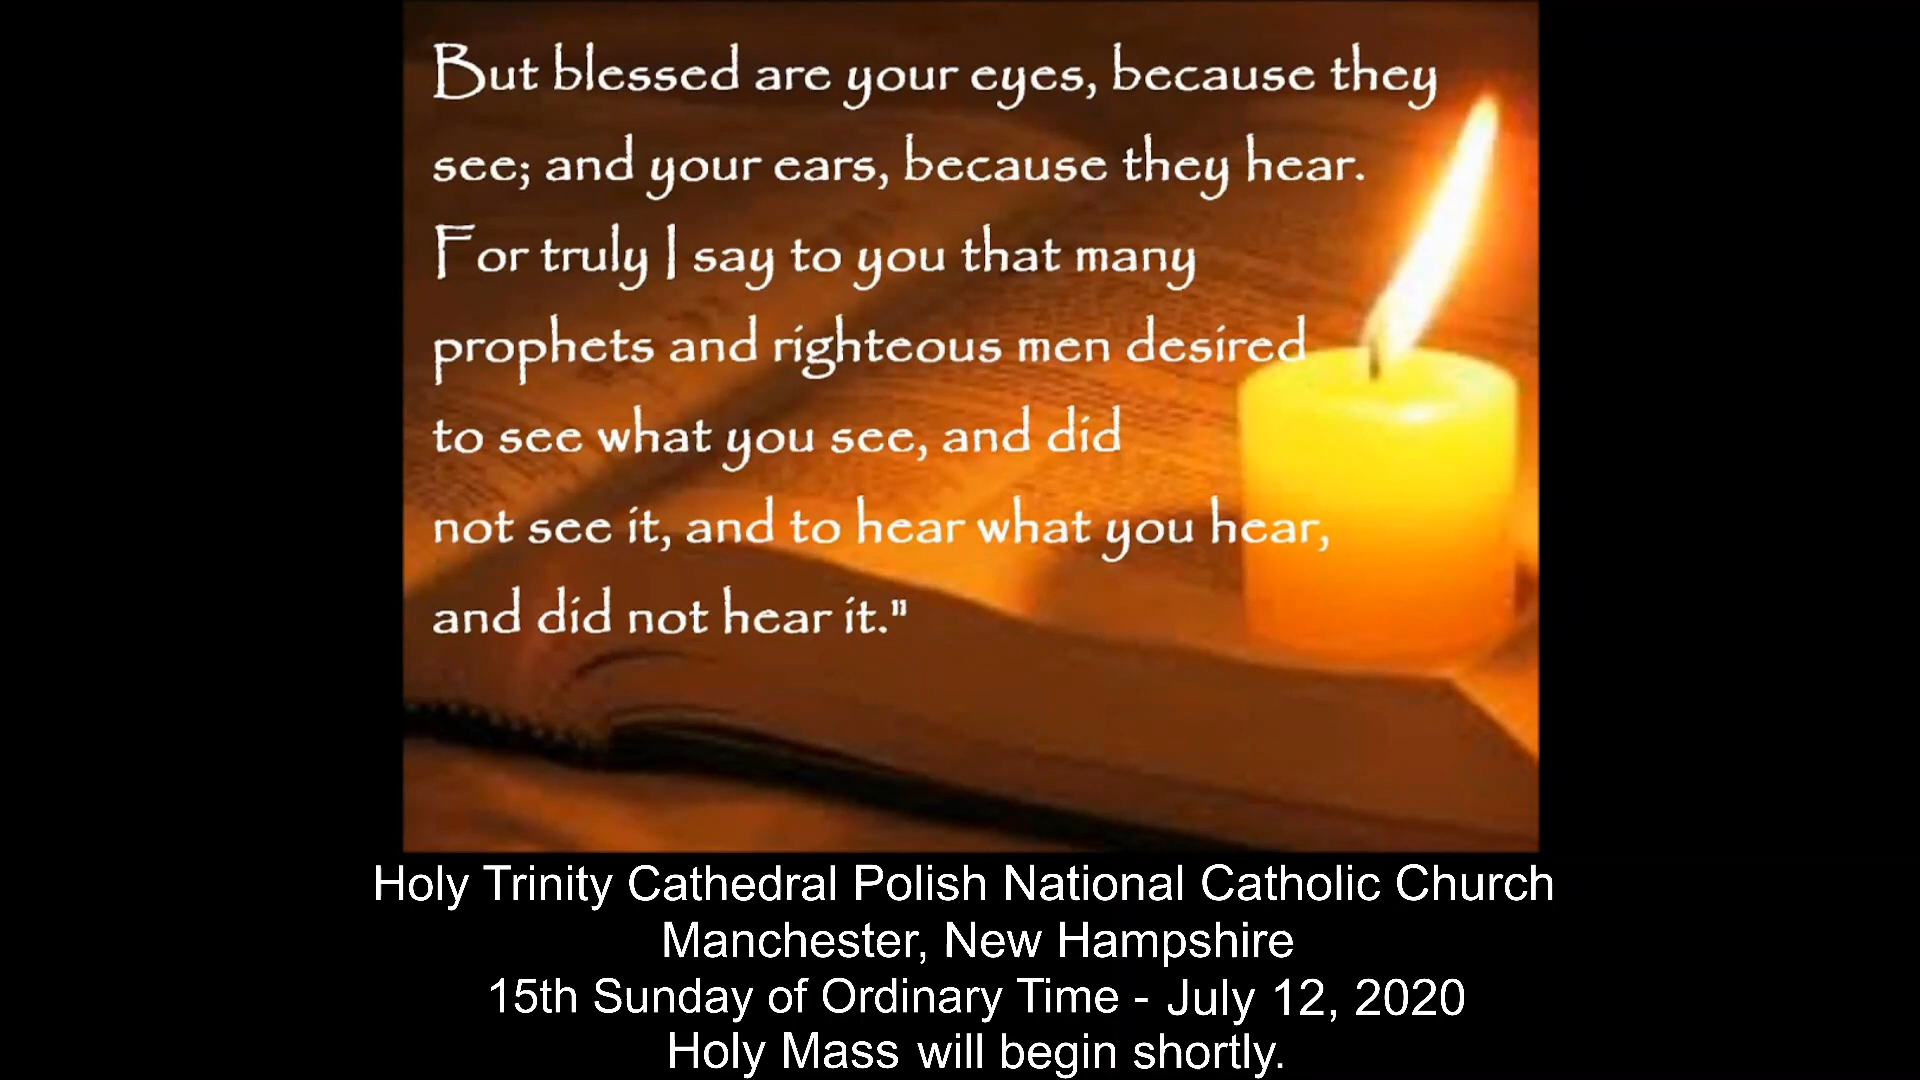 But blessed are your eyes, because they
see; and your ears, because they hear.
For truly I say to you that many
prophets and righteous men desired
to see what you see, and did
not see it, and to hear what you hear,
and did not hear it."
Holy Trinity Cathedral Polish National Catholic Church
Manchester, New Hampshire
15th Sunday of Ordinary Time - July 12, 2020
Holy Mass will begin shortly.